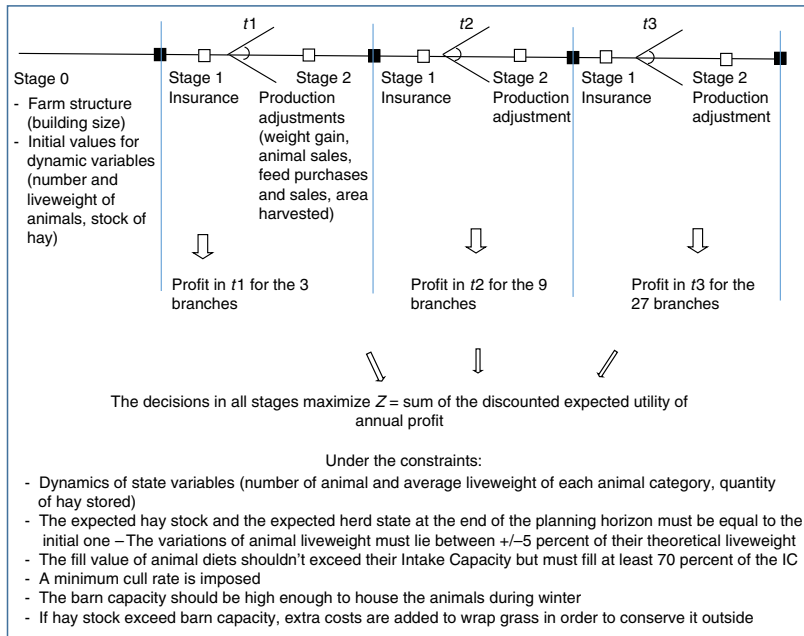 t1
t2
t3
Stage 0
- Farm structure
(building size)
- Initial values for
dynamic variables
(number and
liveweight of
animals, stock of
hay)
Stage 1
Insurance
Stage 2
Production
adjustments
(weight gain,
animal sales,
feed purchases
and sales, area
harvested)
Stage 1
Insurance
Stage 2
Production
adjustment
Stage 1
Insurance
Stage 2
Production
adjustment
Profit in t1 for the 3
branches
Profit in t2 for the 9
branches
Profit in t3 for the
27 branches
The decisions in all stages maximize Z = sum of the discounted expected utility of
annual profit
Under the constraints:
- Dynamics of state variables (number of animal and average liveweight of each animal category, quantity
of hay stored)
- The expected hay stock and the expected herd state at the end of the planning horizon must be equal to the
initial one – The variations of animal liveweight must lie between +/–5 percent of their theoretical liveweight
- The fill value of animal diets shouldn't exceed their Intake Capacity but must fill at least 70 percent of the IC
- A minimum cull rate is imposed
- The barn capacity should be high enough to house the animals during winter
- If hay stock exceed barn capacity, extra costs are added to wrap grass in order to conserve it outside